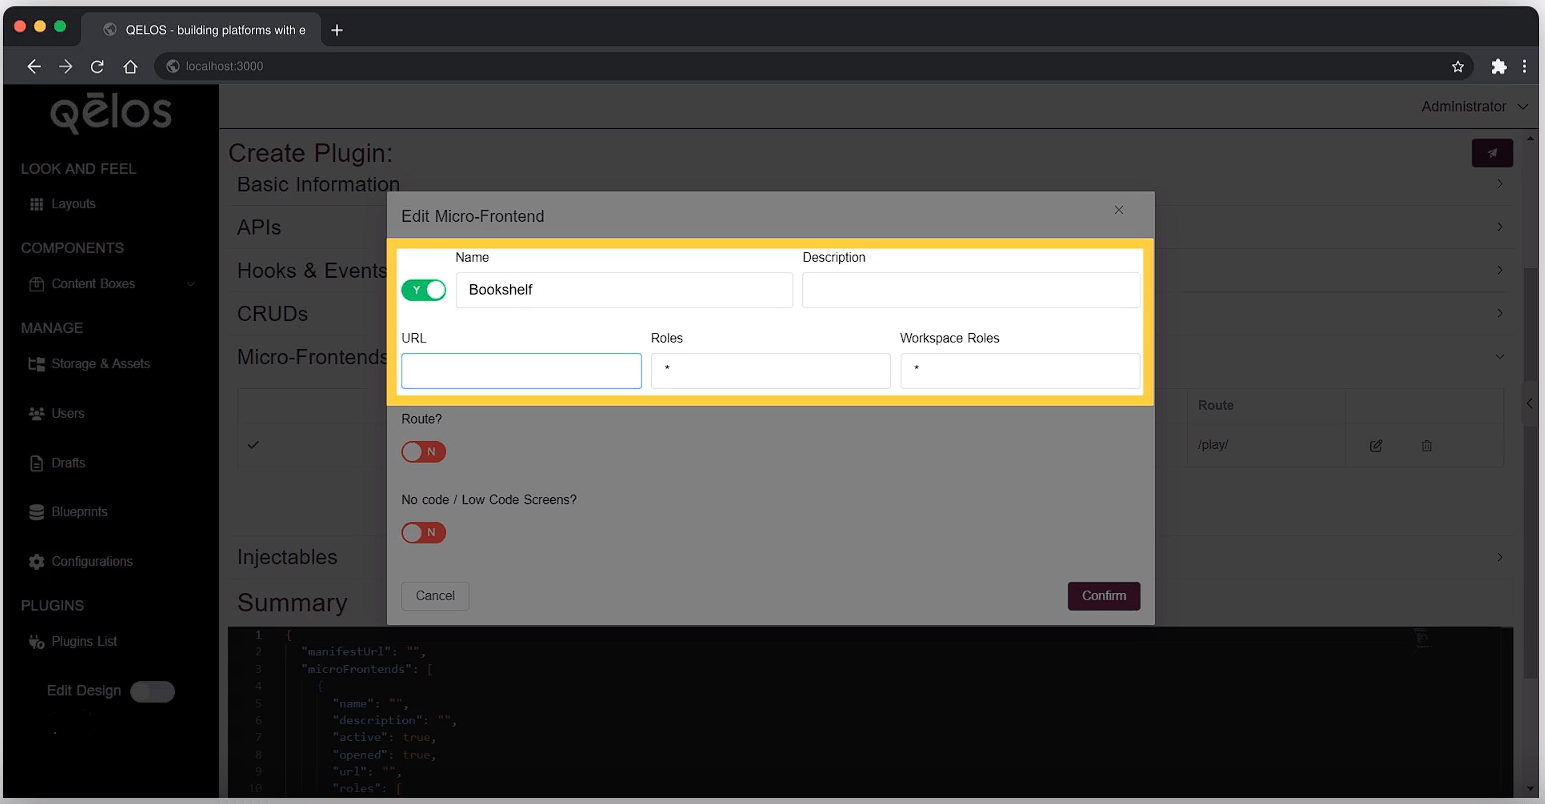 QELOS - building platforms with e
localhost:3000
qēlos
Administrator
LOOK AND FEEL
Layouts
COMPONENTS
Content Boxes
MANAGE
Storage & Assets
Users
Drafts
Blueprints
Configurations
PLUGINS
Plugins List
Edit Design
Create Plugin:
Basic Information
APIs
Hooks & Events
CRUDs
Micro-Frontends
Route
/play/
Injectables
Summary
Edit Micro-Frontend
Name
Description
Y
Bookshelf
URL
Roles
Workspace Roles
*
*
Route?
N
No code / Low Code Screens?
N
Cancel
Confirm
1 {
2 "manifestUrl": "",
3 "microFrontends": [
4 {
5 "name": "",
6 "description": "",
7 "active": true,
8 "opened": true,
9 "url": "",
10 "roles": [